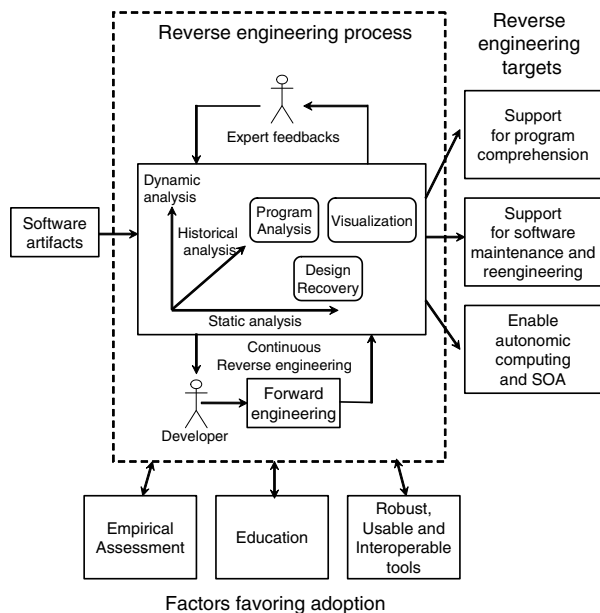 Reverse engineering process
Reverse
engineering
targets
Expert feedbacks
Support
for program
comprehension
Dynamic
analysis
Historical
analysis
Program
Analysis
Visualization
Software
artifacts
Support
for software
maintenance and
reengineering
Design
Recovery
Static analysis
Enable
autonomic
computing
and SOA
Continuous
Reverse engineering
Forward
engineering
Developer
Empirical
Assessment
Education
Robust,
Usable and
Interoperable
tools
Factors favoring adoption